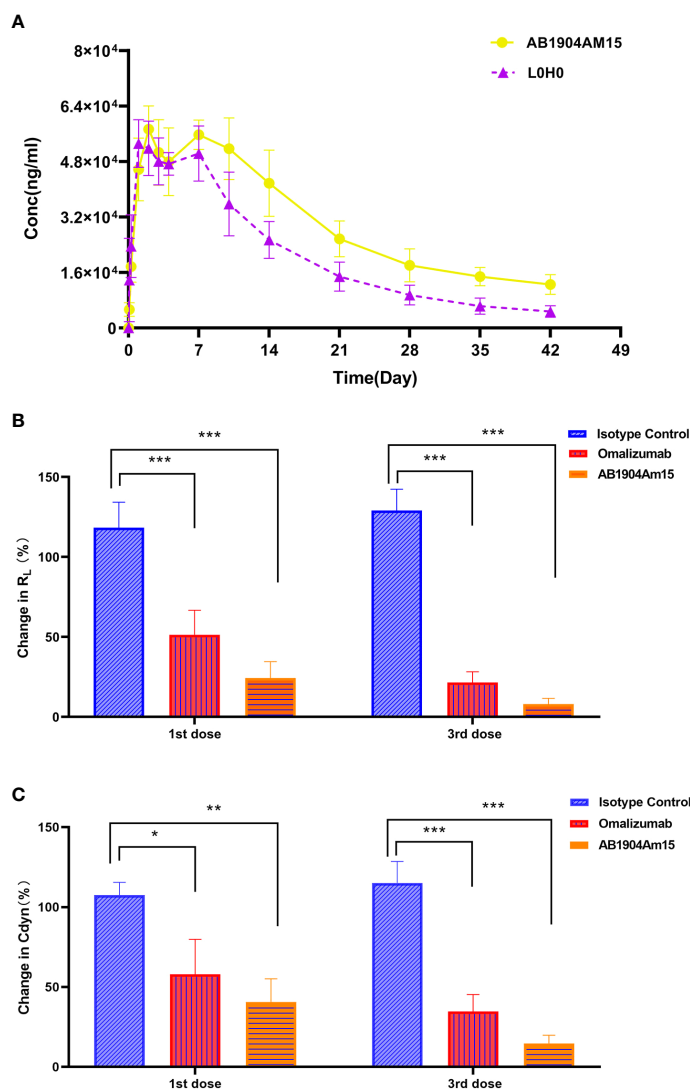 A
AB1904AM15
L0H0
Conc(ng/ml)
8×10⁴
6.4×10⁴
4.8×10⁴
3.2×10⁴
1.6×10⁴
0
0 7 14 21 28 35 42 49
Time(Day)
B
Isotype Control
Omalizumab
AB1904Am15
*** *** *** ***
Change in RL (%)
150
100
50
0
1st dose 3rd dose
C
Isotype Control
Omalizumab
AB1904Am15
** * *** ***
Change in Cdyn(%)
150
100
50
0
1st dose 3rd dose